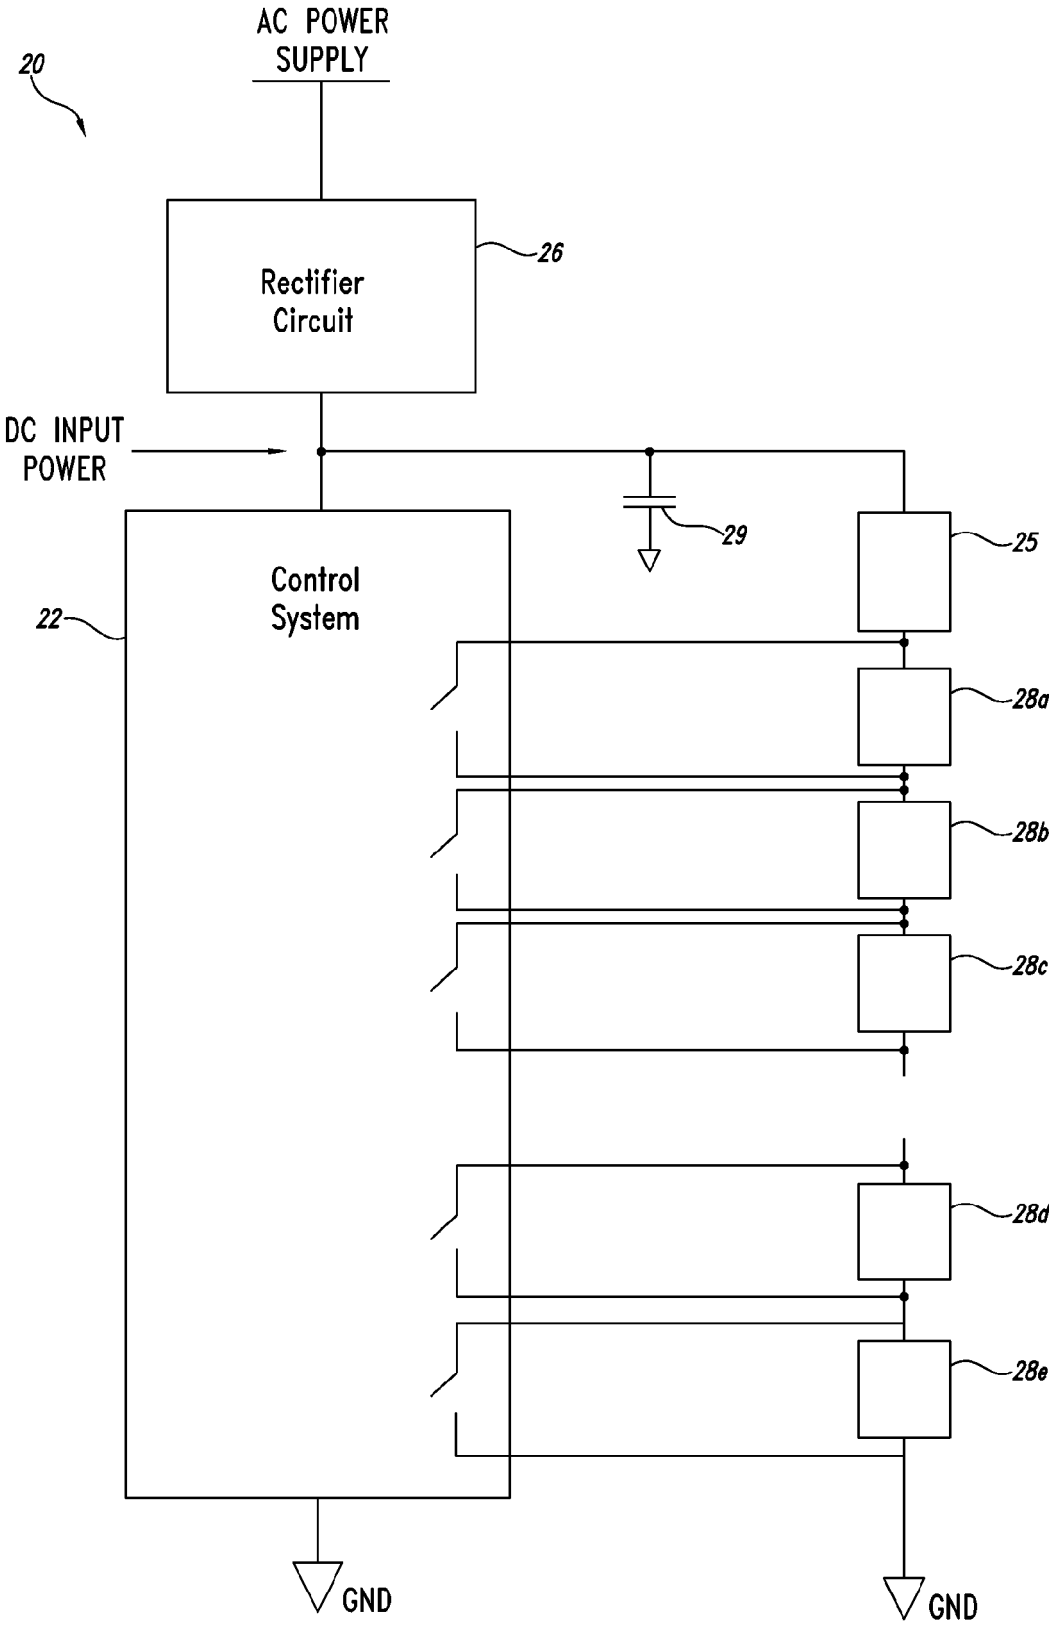 AC POWER
SUPPLY
20
26
Rectifier
Circuit
DC INPUT
POWER
29
25
Control
System
22
28a
28b
28c
28d
28e
GND
GND